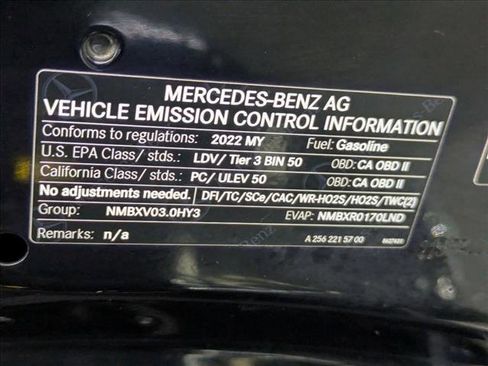 MERCEDES-BENZ AG
VEHICLE EMISSION CONTROL INFORMATION
Conforms to regulations: 2022 MY Fuel: Gasoline
U.S. EPA Class/ stds.: LDV/ Tier 3 BIN 50 OBD: CA OBD II
California Class/ stds.: PC/ ULEV 50 OBD: CA OBD II
No adjustments needed. DFI/TC/SCe/CAC/WR-HO2S/HO2S/TWC(2)
Group: NMBXV03.0HY3 EVAP: NMBXR0170LND
Remarks: n/a A 256 221 57 00